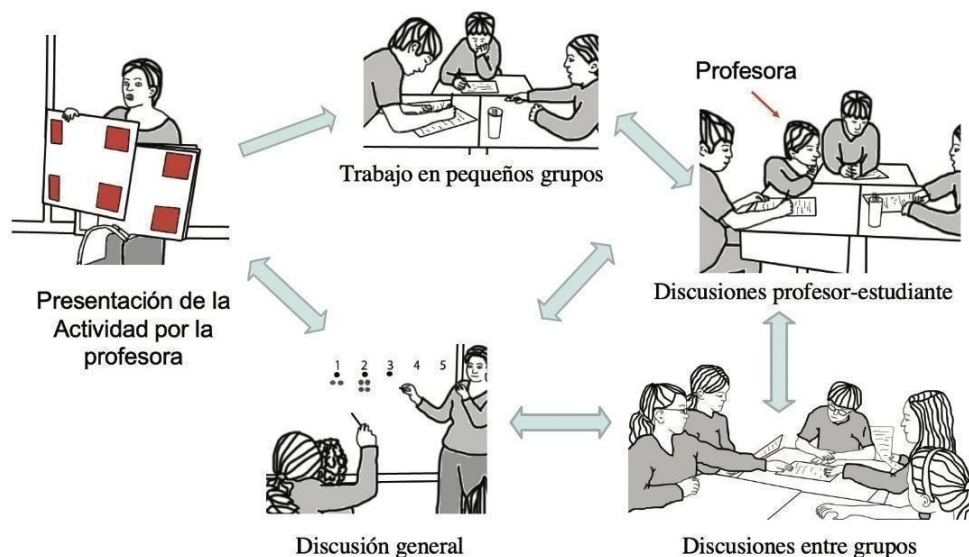 Profesora
Trabajo en pequeños grupos
Discusiones profesor-estudiante
Presentación de la
Actividad por la
profesora
1 2 3 4 5
Discusión general
Discusiones entre grupos